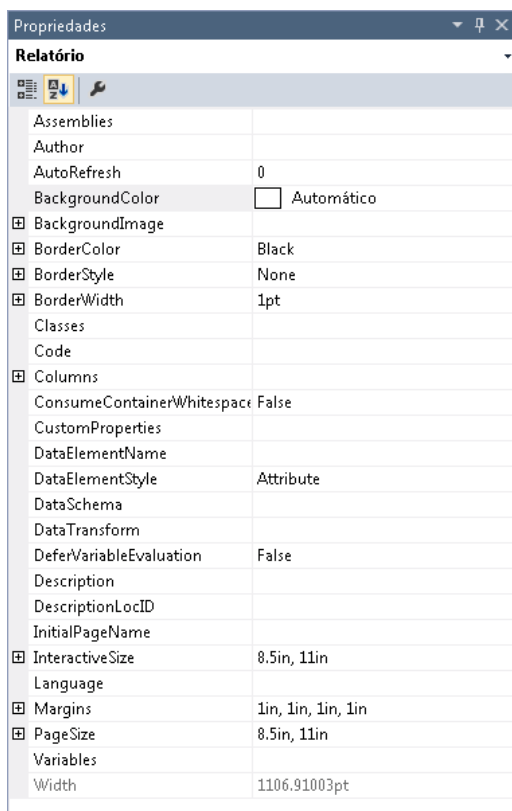 Propriedades
Relatório
Assemblies
Author
AutoRefresh 0
BackgroundColor Automático
BackgroundImage
BorderColor Black
BorderStyle None
BorderWidth 1pt
Classes
Code
Columns
ConsumeContainerWhitespace False
CustomProperties
DataElementName
DataElementStyle Attribute
DataSchema
DataTransform
DeferVariableEvaluation False
Description
DescriptionLocID
InitialPageName
InteractiveSize 8.5in, 11in
Language
Margins 1in, 1in, 1in, 1in
PageSize 8.5in, 11in
Variables
Width 1106.91003pt